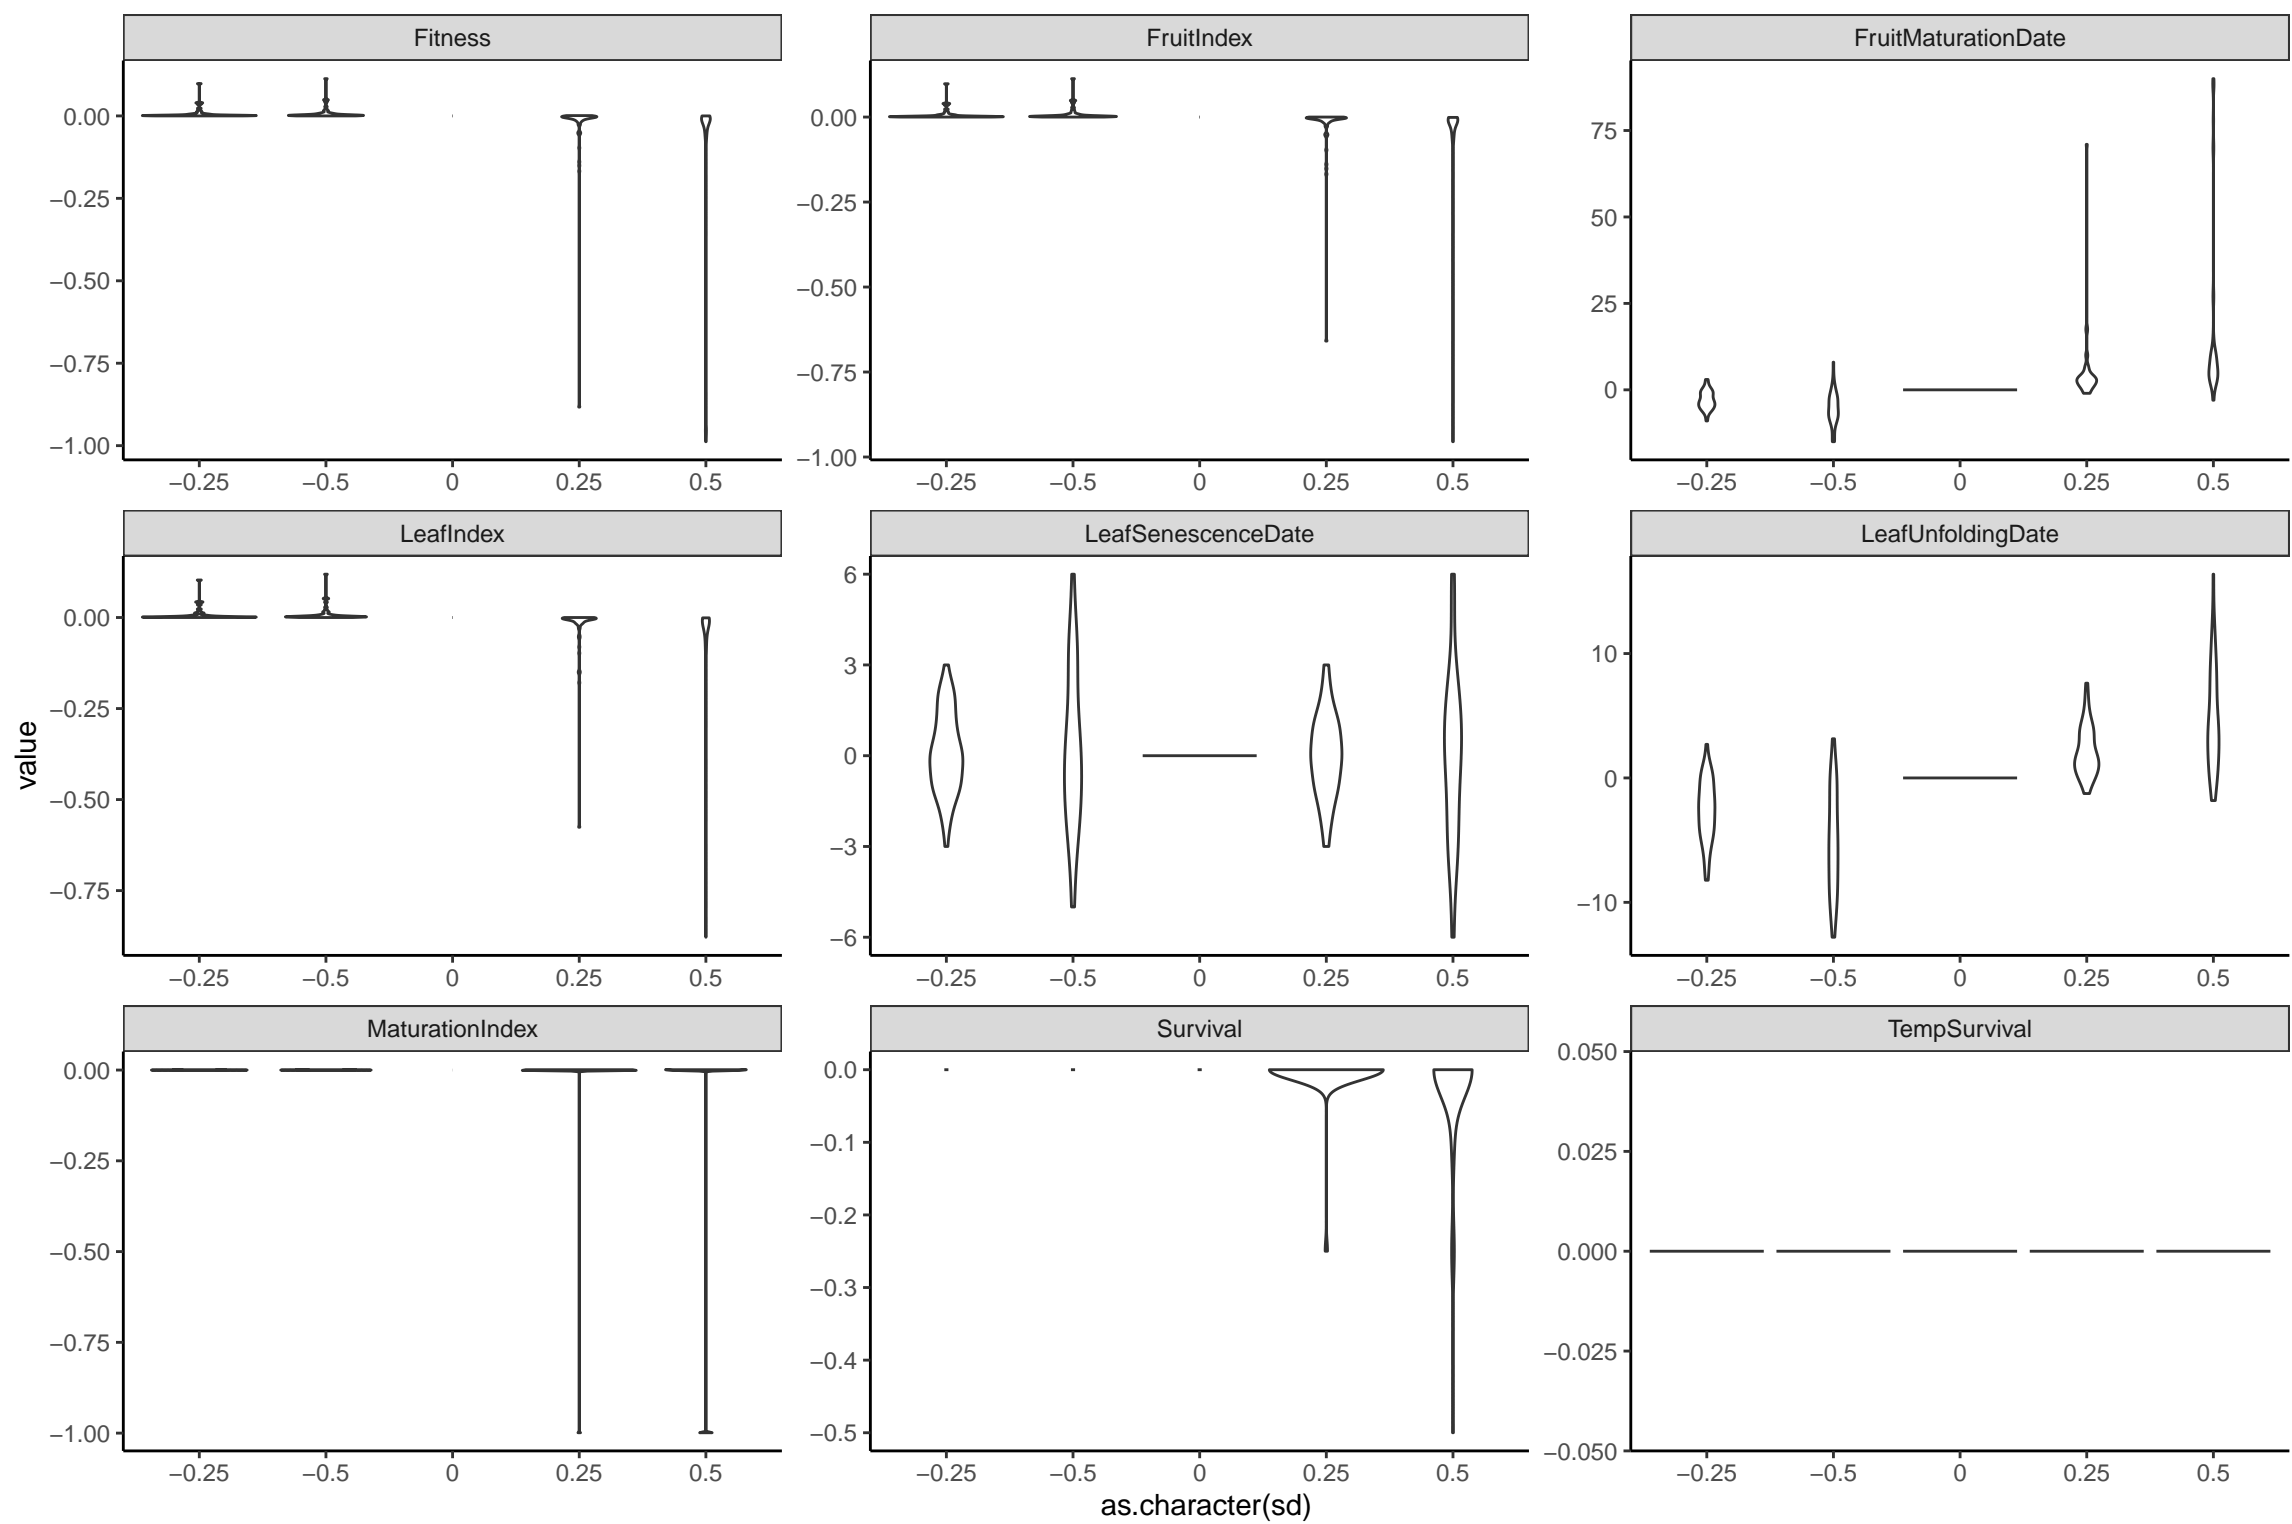 Fitness
FruitIndex
FruitMaturationDate
0.00
−0.25
−0.50
−0.75
−1.00
0.00
−0.25
−0.50
−0.75
−1.00
75
50
25
0
−0.25 −0.5 0 0.25 0.5
−0.25 −0.5 0 0.25 0.5
−0.25 −0.5 0 0.25 0.5
LeafIndex
LeafSenescenceDate
LeafUnfoldingDate
value
0.00
−0.25
−0.50
−0.75
6
3
0
−3
−6
10
0
−10
−0.25 −0.5 0 0.25 0.5
−0.25 −0.5 0 0.25 0.5
−0.25 −0.5 0 0.25 0.5
MaturationIndex
Survival
TempSurvival
0.00
−0.25
−0.50
−0.75
−1.00
0.0
−0.1
−0.2
−0.3
−0.4
−0.5
0.050
0.025
0.000
−0.025
−0.050
−0.25 −0.5 0 0.25 0.5
−0.25 −0.5 0 0.25 0.5
−0.25 −0.5 0 0.25 0.5
as.character(sd)